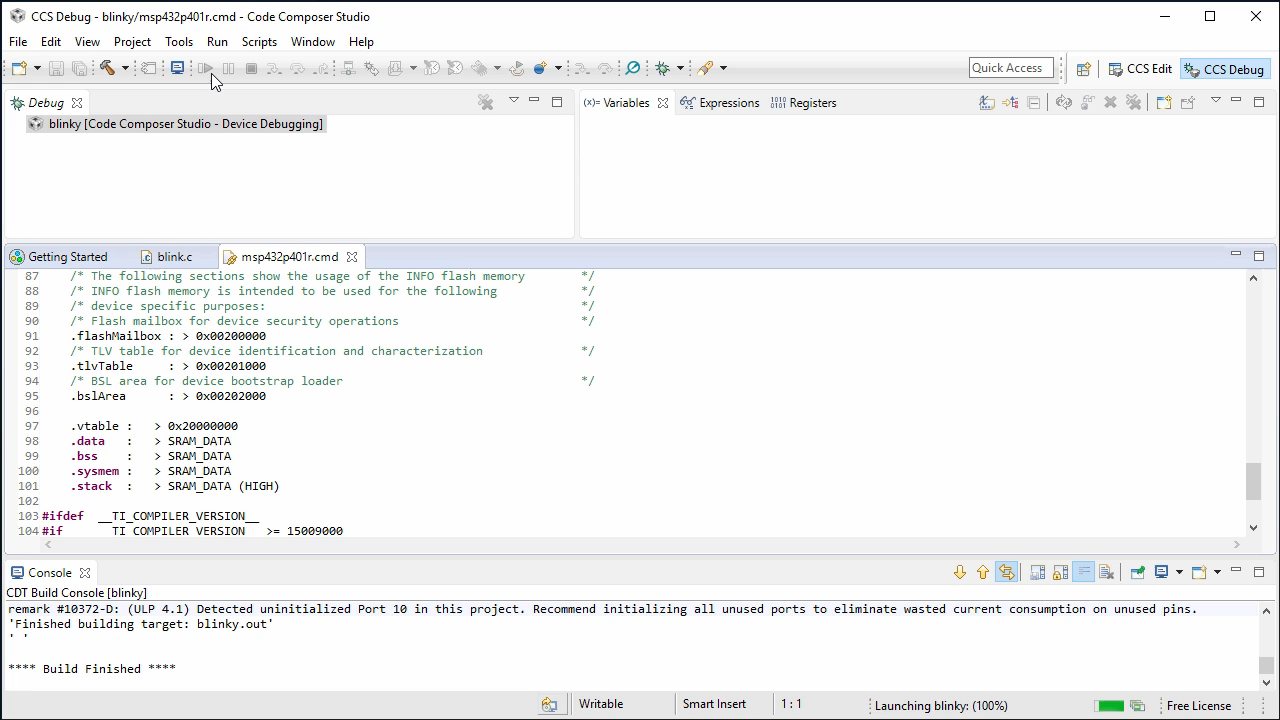 CCS Debug - blinky/msp432p401r.cmd - Code Composer Studio
File Edit View Project Tools Run Scripts Window Help
Quick Access CCS Edit CCS Debug
Debug
(x)= Variables Expressions 1010 0101 Registers
blinky [Code Composer Studio - Device Debugging]
Getting Started blink.c msp432p401r.cmd
87 /* The following sections show the usage of the INFO flash memory */
88 /* INFO flash memory is intended to be used for the following */
89 /* device specific purposes: */
90 /* Flash mailbox for device security operations */
91 .flashMailbox : > 0x00200000
92 /* TLV table for device identification and characterization */
93 .tlvTable : > 0x00201000
94 /* BSL area for device bootstrap loader */
95 .bslArea : > 0x00202000
96
97 .vtable : > 0x20000000
98 .data : > SRAM_DATA
99 .bss : > SRAM_DATA
100 .sysmem : > SRAM_DATA
101 .stack : > SRAM_DATA (HIGH)
102
103 #ifdef __TI_COMPILER_VERSION__
104 #if __TI_COMPILER_VERSION__ >= 15009000
Console
CDT Build Console [blinky]
remark #10372-D: (ULP 4.1) Detected uninitialized Port 10 in this project. Recommend initializing all unused ports to eliminate wasted current consumption on unused pins.
'Finished building target: blinky.out'
' '
**** Build Finished ****
Writable Smart Insert 1 : 1 Launching blinky: (100%) Free License